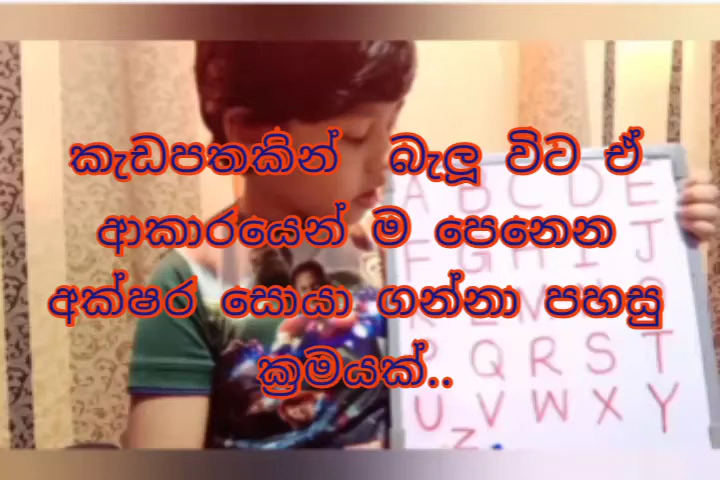 කැඩපතකින් බැලූ විට ඒ
ආකාරයෙන් ම පෙනෙන
අක්ෂර සොයා ගන්නා පහසු
ක්‍රමයක්..
A B C D E
F G H I J
K L M N O
P Q R S T
U V W X Y
Z